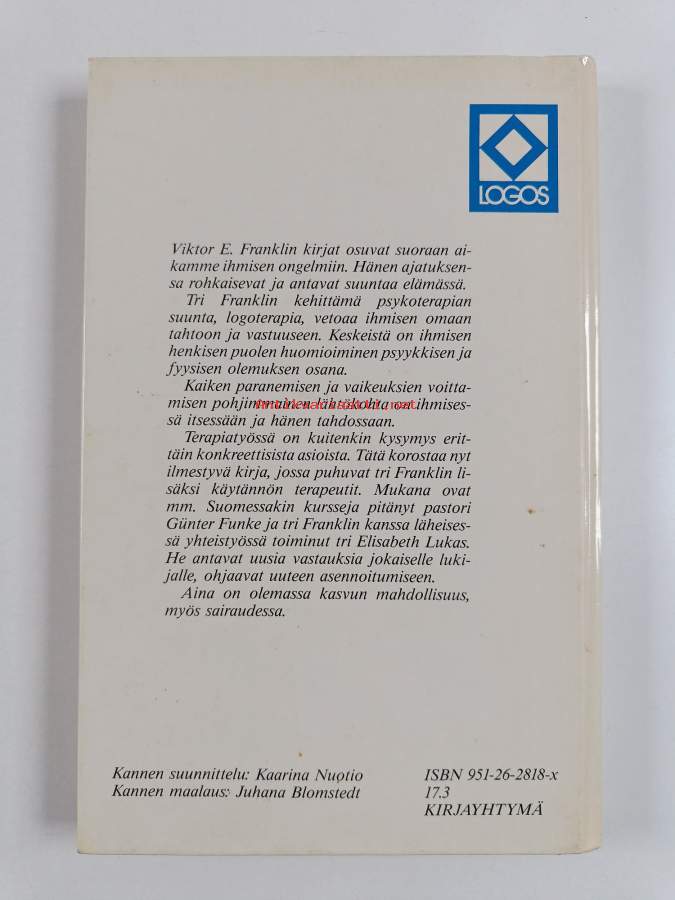 LOGOS
Viktor E. Franklin kirjat osuvat suoraan ai-
kamme ihmisen ongelmiin. Hänen ajatuksen-
sa rohkaisevat ja antavat suuntaa elämässä.
Tri Franklin kehittämä psykoterapian
suunta, logoterapia, vetoaa ihmisen omaan
tahtoon ja vastuuseen. Keskeistä on ihmisen
henkisen puolen huomioiminen psyykkisen ja
fyysisen olemuksen osana.
Kaiken paranemisen ja vaikeuksien voitta-
misen pohjimmainen lähtökohta on ihmises-
sä itsessään ja hänen tahdossaan.
Terapiatyössä on kuitenkin kysymys erit-
täin konkreettisista asioista. Tätä korostaa nyt
ilmestyvä kirja, jossa puhuvat tri Franklin li-
säksi käytännön terapeutit. Mukana ovat
mm. Suomessakin kursseja pitänyt pastori
Günter Funke ja tri Franklin kanssa läheises-
sä yhteistyössä toiminut tri Elisabeth Lukas.
He antavat uusia vastauksia jokaiselle luki-
jalle, ohjaavat uuteen asennoitumiseen.
Aina on olemassa kasvun mahdollisuus,
myös sairaudessa.
Kannen suunnittelu: Kaarina Nuotio
Kannen maalaus: Juhana Blomstedt
ISBN 951-26-2818-x
17.3
KIRJAYHTYMÄ